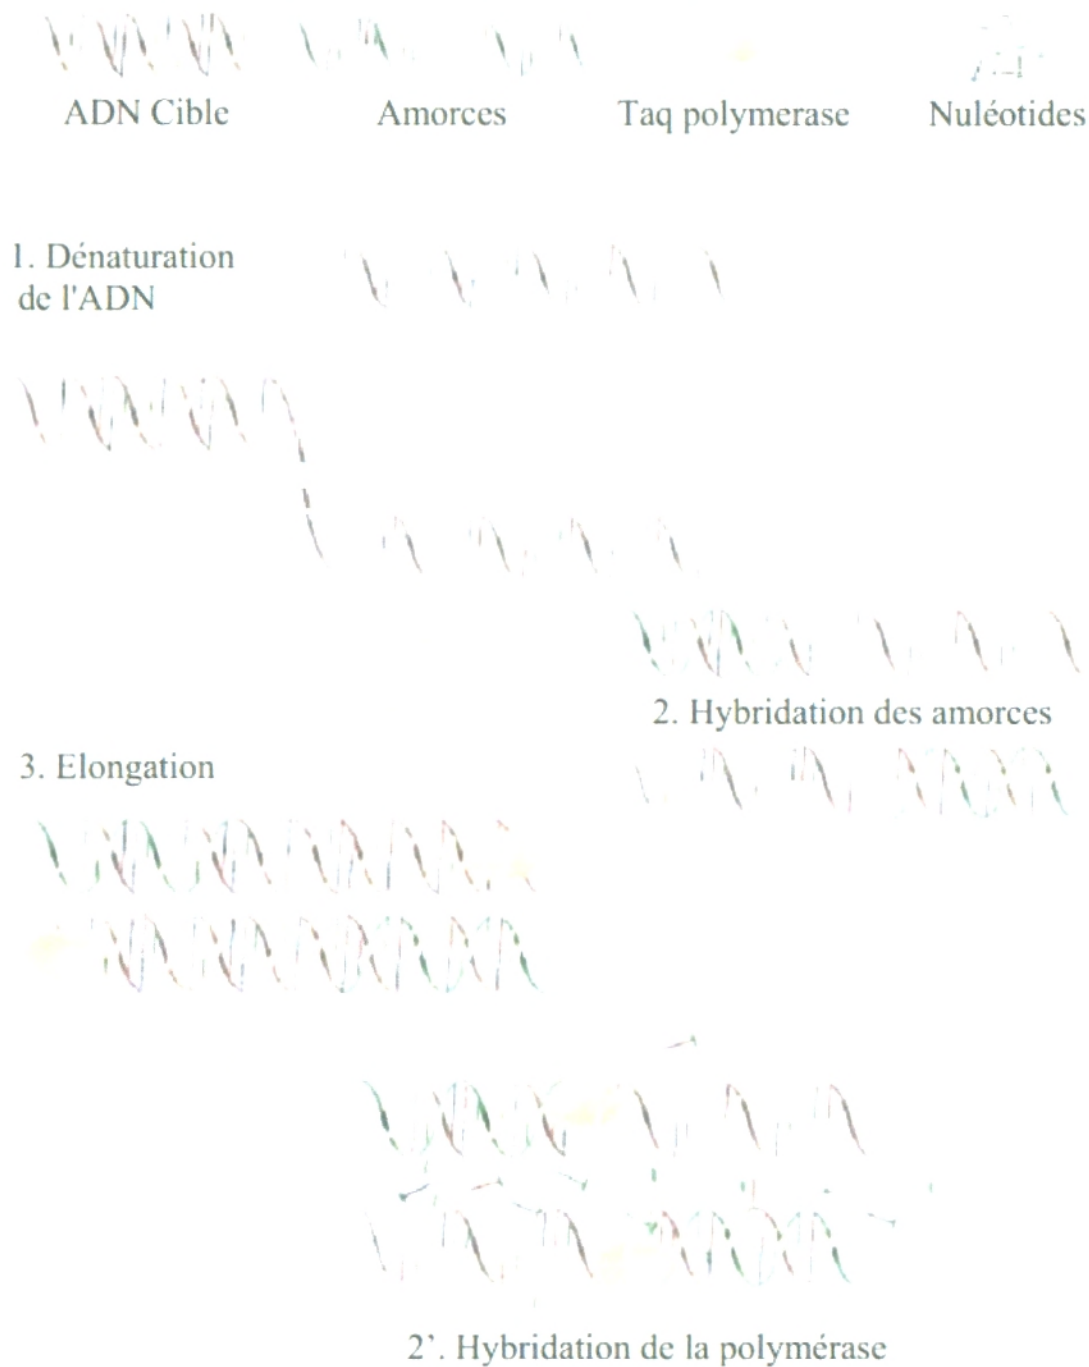 ADN Cible
Amorces
Taq polymerase
Nuléotides
1. Dénaturation
de l'ADN
2. Hybridation des amorces
3. Elongation
2'. Hybridation de la polymérase